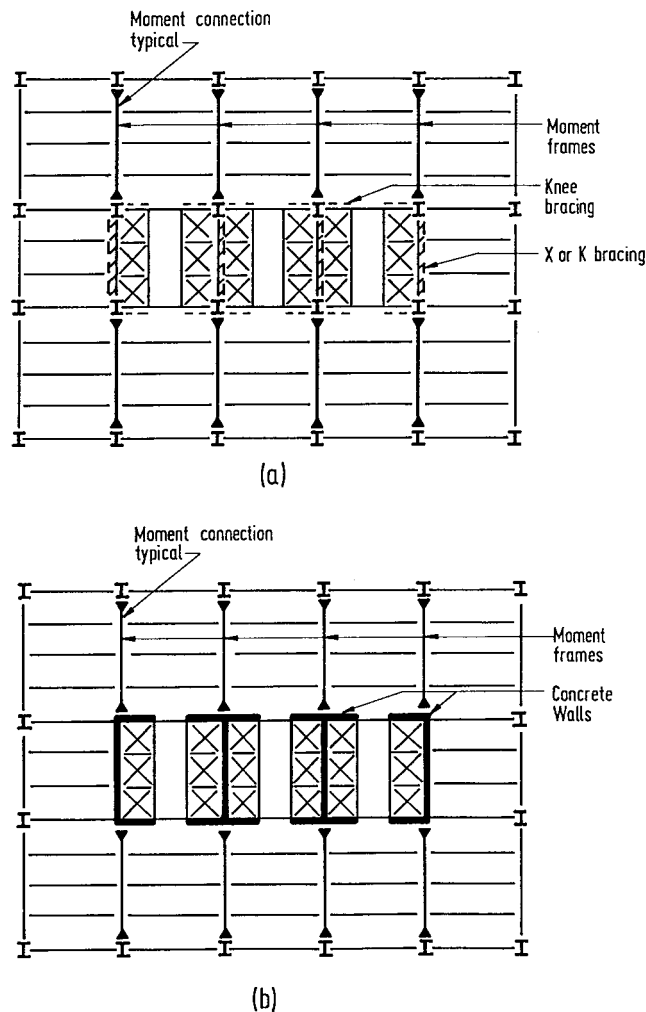 Moment connection
typical
Moment
frames
Knee
bracing
X or K bracing
(a)
Moment connection
typical
Moment
frames
Concrete
Walls
(b)